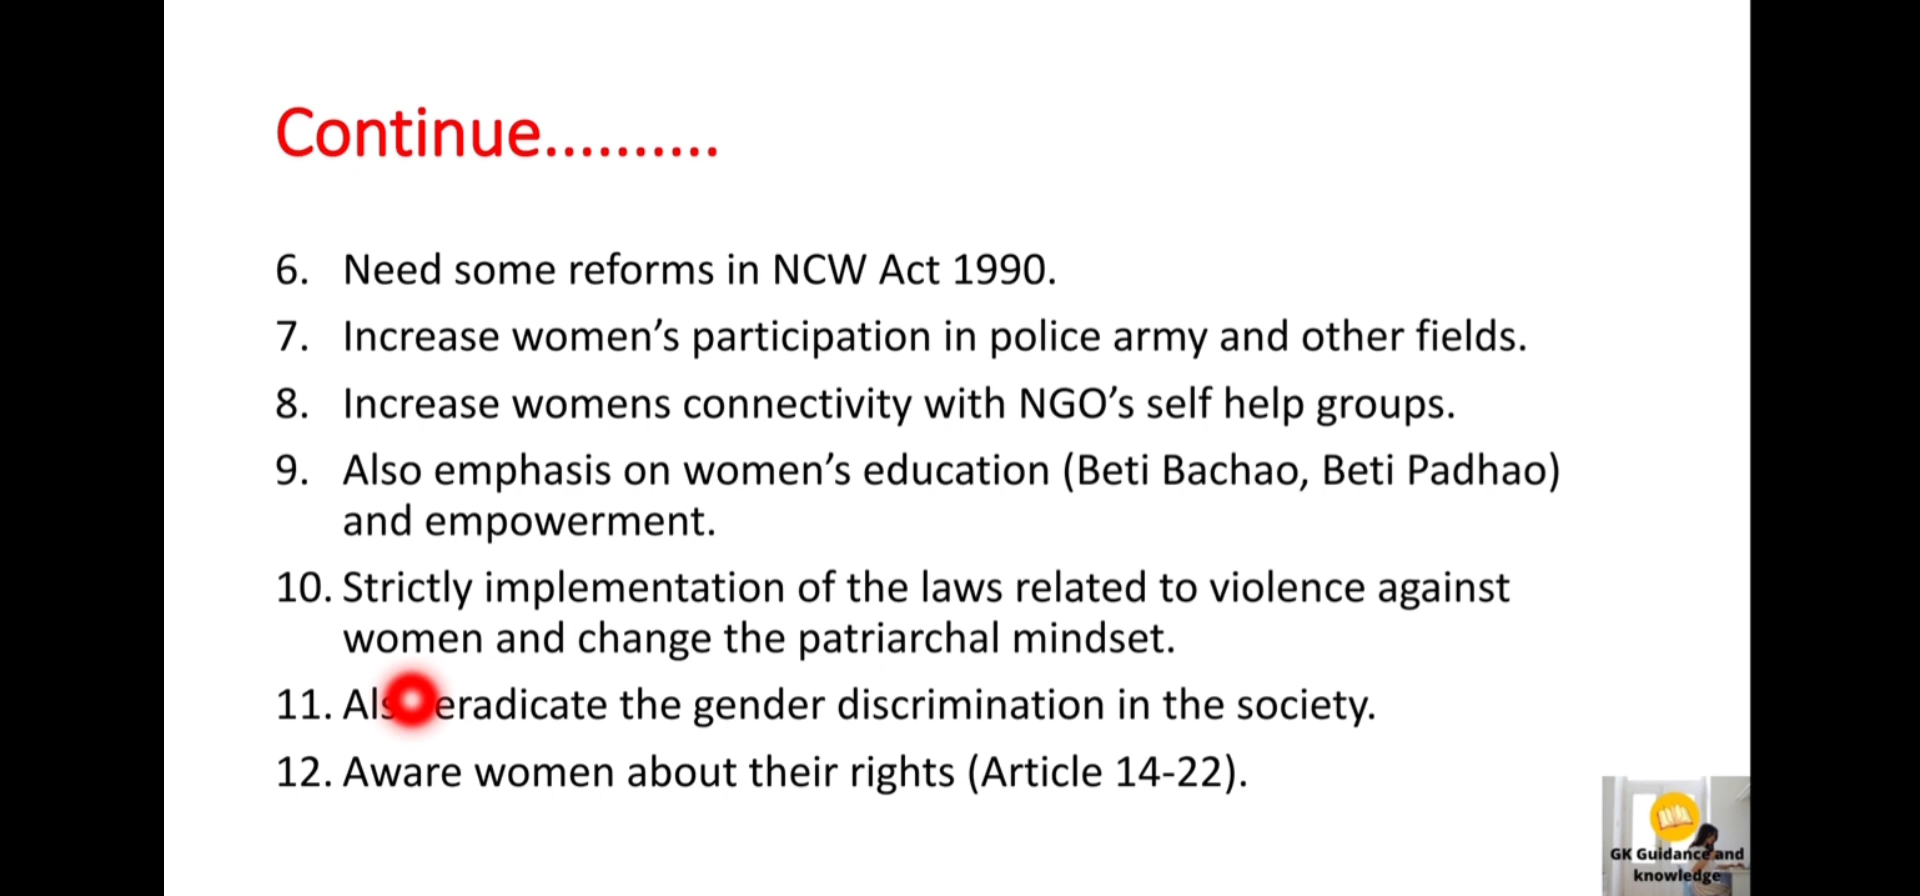 Continue..........
6. Need some reforms in NCW Act 1990.
7. Increase women’s participation in police army and other fields.
8. Increase womens connectivity with NGO’s self help groups.
9. Also emphasis on women’s education (Beti Bachao, Beti Padhao)
and empowerment.
10. Strictly implementation of the laws related to violence against
women and change the patriarchal mindset.
11. Also eradicate the gender discrimination in the society.
12. Aware women about their rights (Article 14-22).
GK Guidance and
knowledge